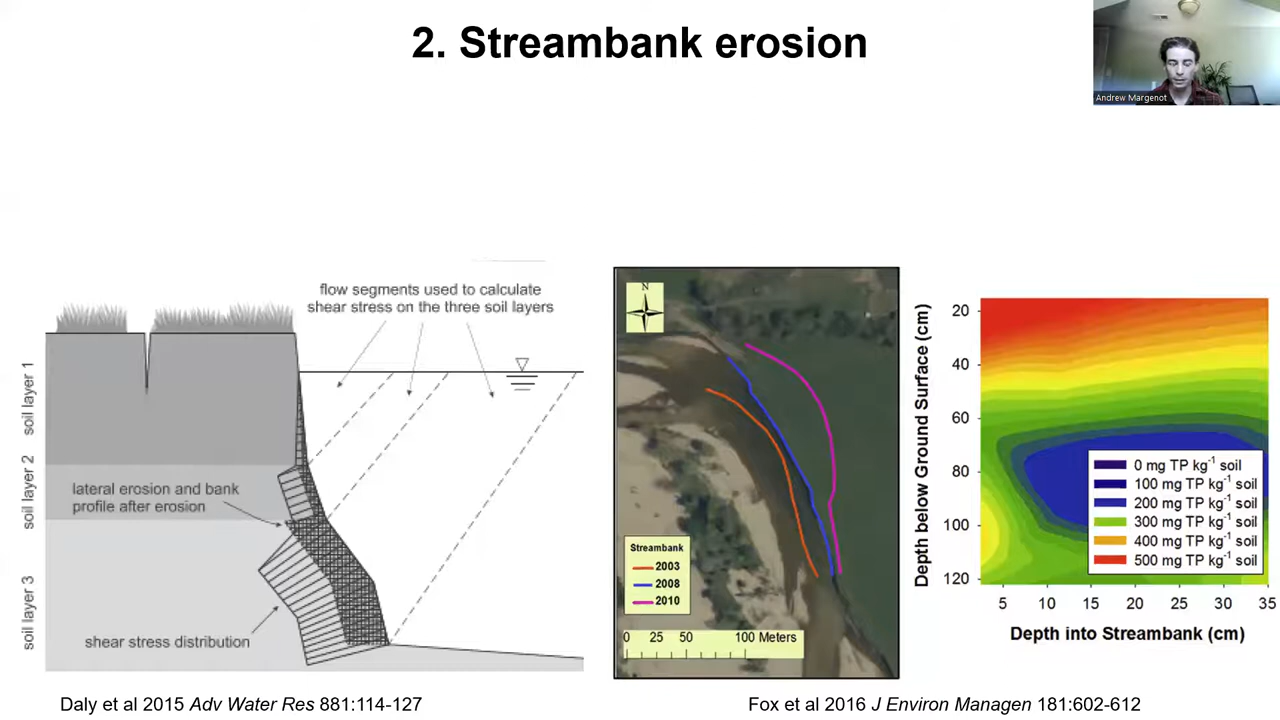 2. Streambank erosion
Andrew Margenot
flow segments used to calculate
shear stress on the three soil layers
soil layer 1
soil layer 2
soil layer 3
lateral erosion and bank
profile after erosion
shear stress distribution
Daly et al 2015 Adv Water Res 881:114-127
N
Streambank
2003
2008
2010
0 25 50 100 Meters
Depth below Ground Surface (cm)
20
40
60
80
100
120
0 mg TP kg-1 soil
100 mg TP kg-1 soil
200 mg TP kg-1 soil
300 mg TP kg-1 soil
400 mg TP kg-1 soil
500 mg TP kg-1 soil
5 10 15 20 25 30 35
Depth into Streambank (cm)
Fox et al 2016 J Environ Managen 181:602-612